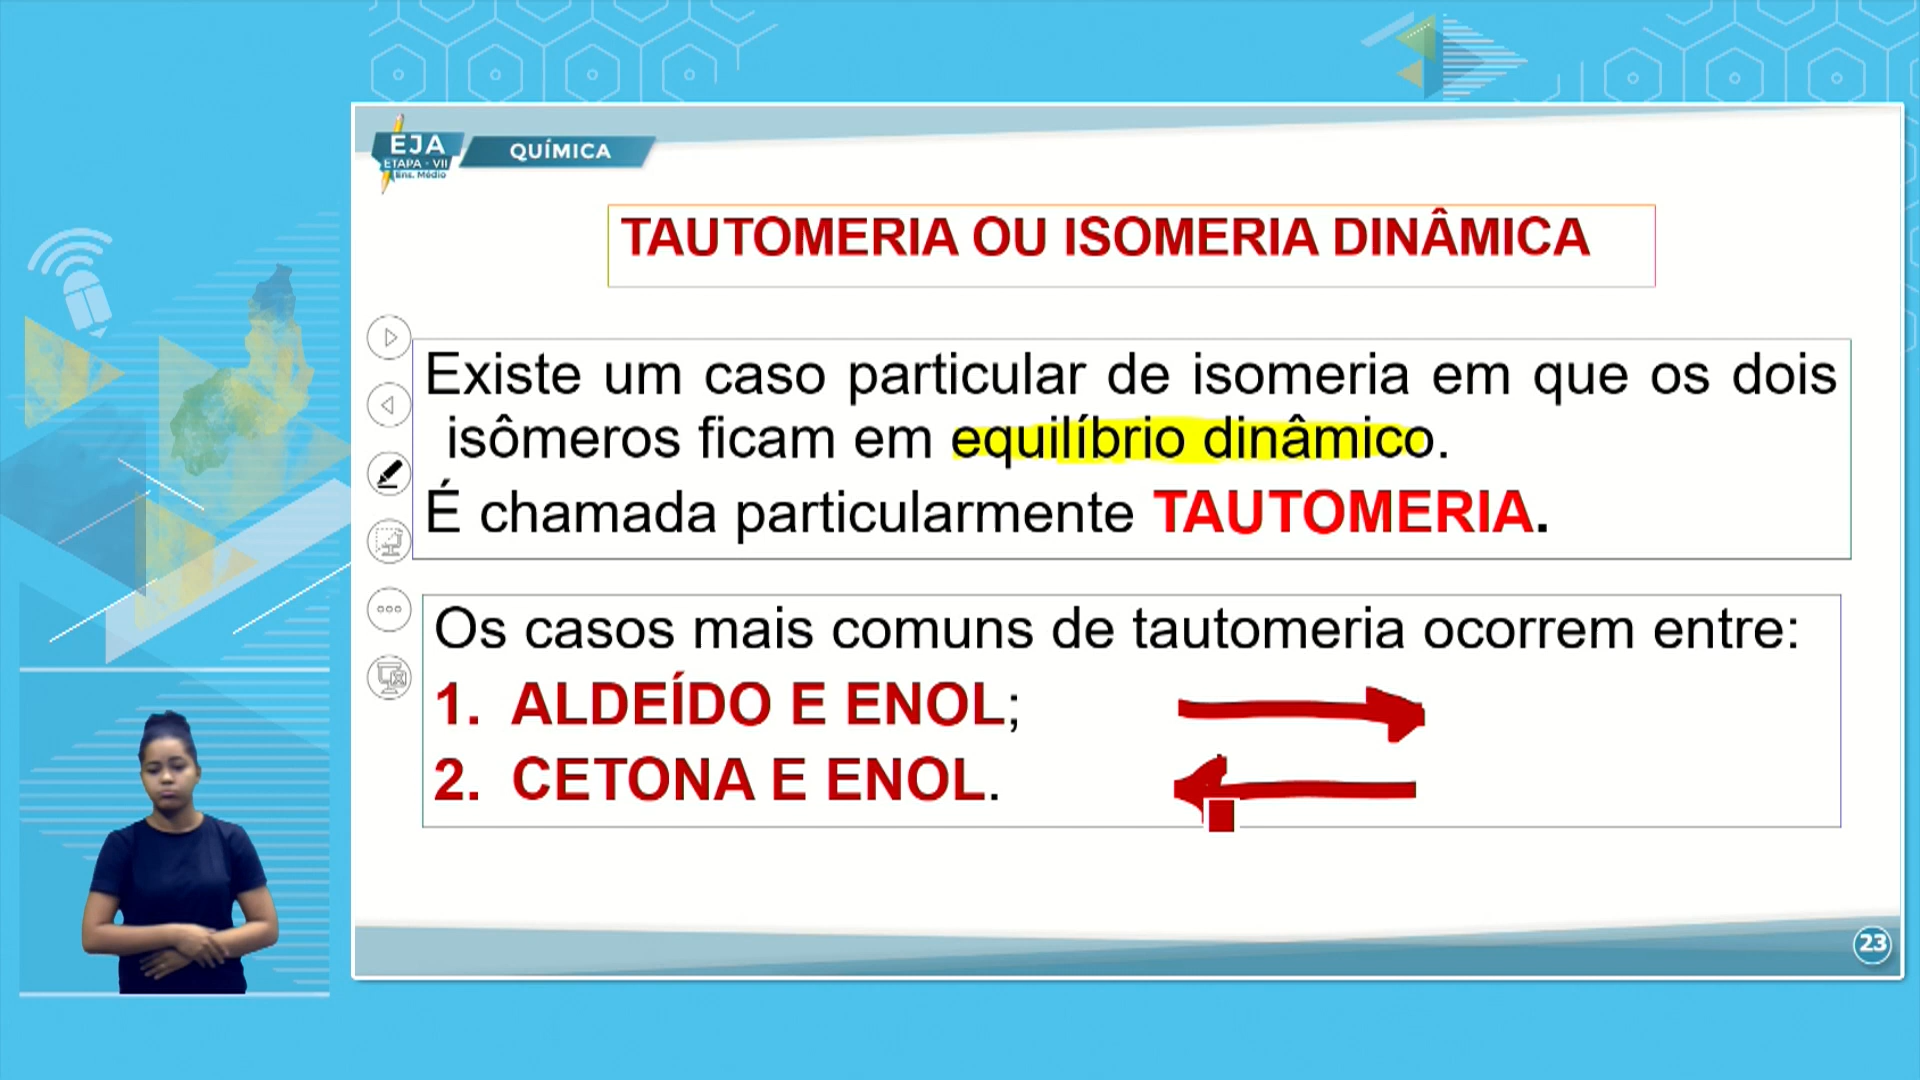 EJA
ETAPA - VII
Ens. Médio
QUÍMICA
TAUTOMERIA OU ISOMERIA DINÂMICA
Existe um caso particular de isomeria em que os dois
isômeros ficam em equilíbrio dinâmico.
É chamada particularmente TAUTOMERIA.
Os casos mais comuns de tautomeria ocorrem entre:
1. ALDEÍDO E ENOL;
2. CETONA E ENOL.
23